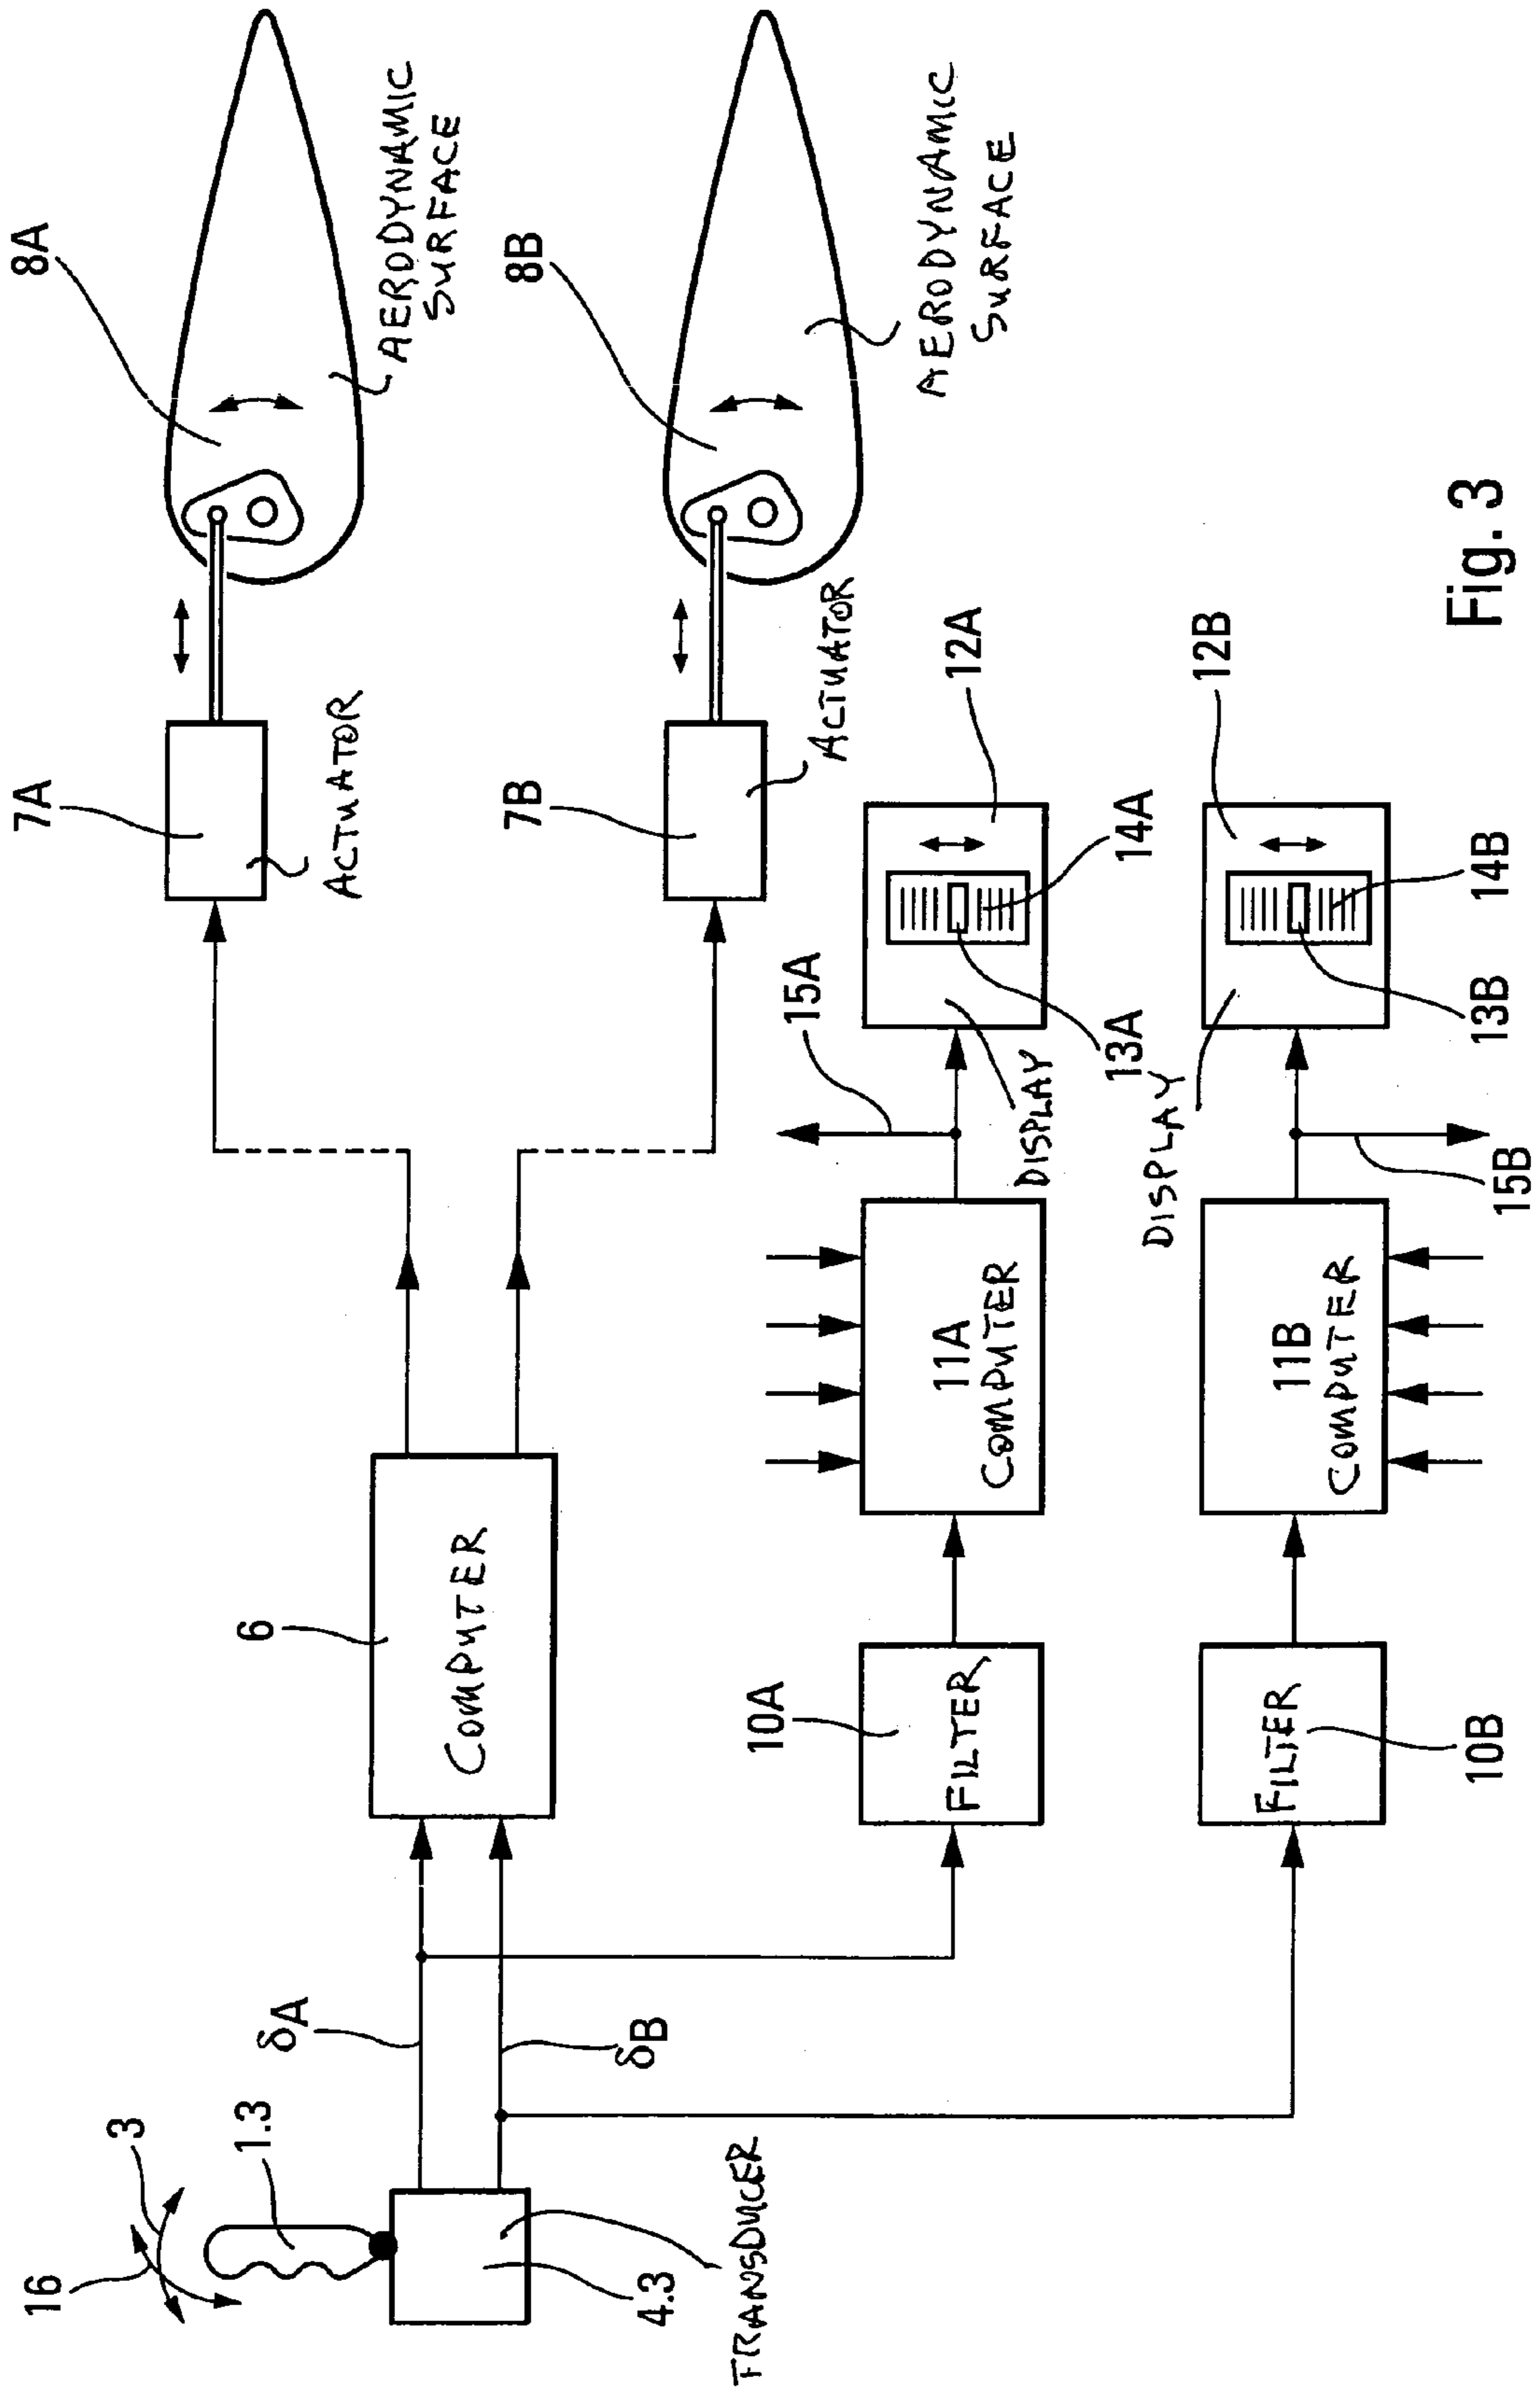 8A
AERODYNAMIC
SURFACE
7A
ACTUATOR
8B
AERODYNAMIC
SURFACE
7B
ACTUATOR
6
COMPUTER
3
16
1.3
δA
δB
4.3
TRANSDUCER
10A
FILTER
11A
COMPUTER
15A
DISPLAY
13A
14A
12A
10B
FILTER
11B
COMPUTER
15B
DISPLAY
13B
14B
12B
Fig. 3